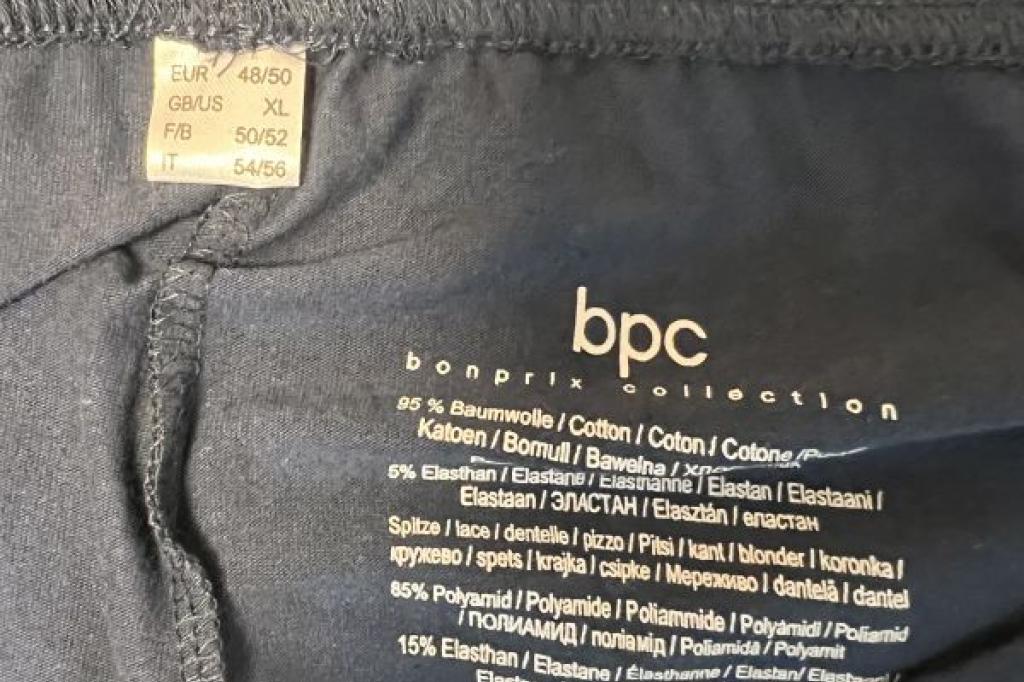 EUR 48/50
GB/US XL
F/B 50/52
IT 54/56
bpc
bonprix collection
95 % Baumwolle / Cotton / Coton / Cotone /
Katoen / Bomull / Bawełna /
5% Elasthan / Elastane / Elasthanne / Elastan / Elastaani /
Elastaan / ЭЛАСТАН / Elasztán / еластан
Spitze / lace / dentelle / pizzo / Pitsi / kant / blonder / koronka /
кружево / spets / krajka / csipke / Мереживо / dantelă / dantel
85% Polyamid / Polyamide / Poliammide / Polyamidi / Poliamid
/ ПОЛИАМИД / поліамід / Poliamidă / Polyamit
15% Elasthan / Elastane / Élasthanne / Elastan /